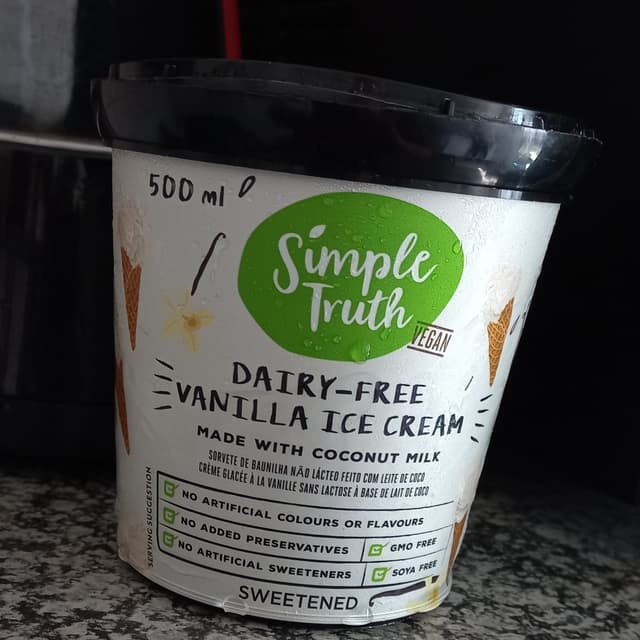 500 ml
Simple
Truth
VEGAN
DAIRY-FREE
VANILLA ICE CREAM
MADE WITH COCONUT MILK
SORVETE DE BAUNILHA NÃO LÁCTEO FEITO COM LEITE DE COCO
CRÈME GLACÉE À LA VANILLE SANS LACTOSE À BASE DE LAIT DE COCO
NO ARTIFICIAL COLOURS OR FLAVOURS
NO ADDED PRESERVATIVES
GMO FREE
NO ARTIFICIAL SWEETENERS
SOYA FREE
SWEETENED
SERVING SUGGESTION